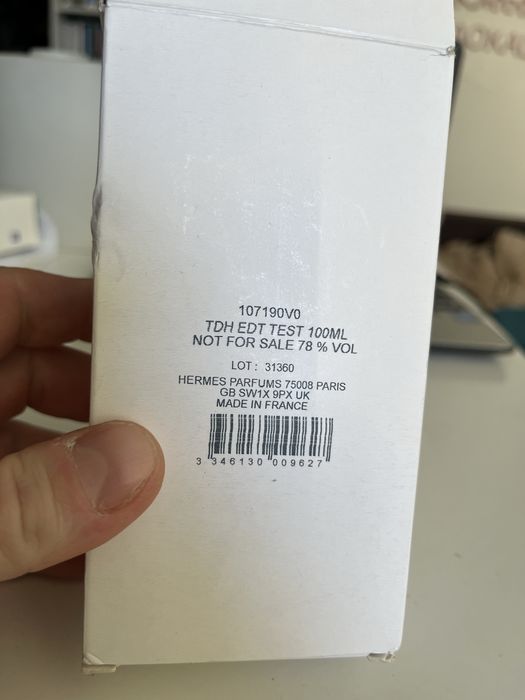 107190V0
TDH EDT TEST 100ML
NOT FOR SALE 78 % VOL
LOT : 31360
HERMES PARFUMS 75008 PARIS
GB SW1X 9PX UK
MADE IN FRANCE
3 346130 009627